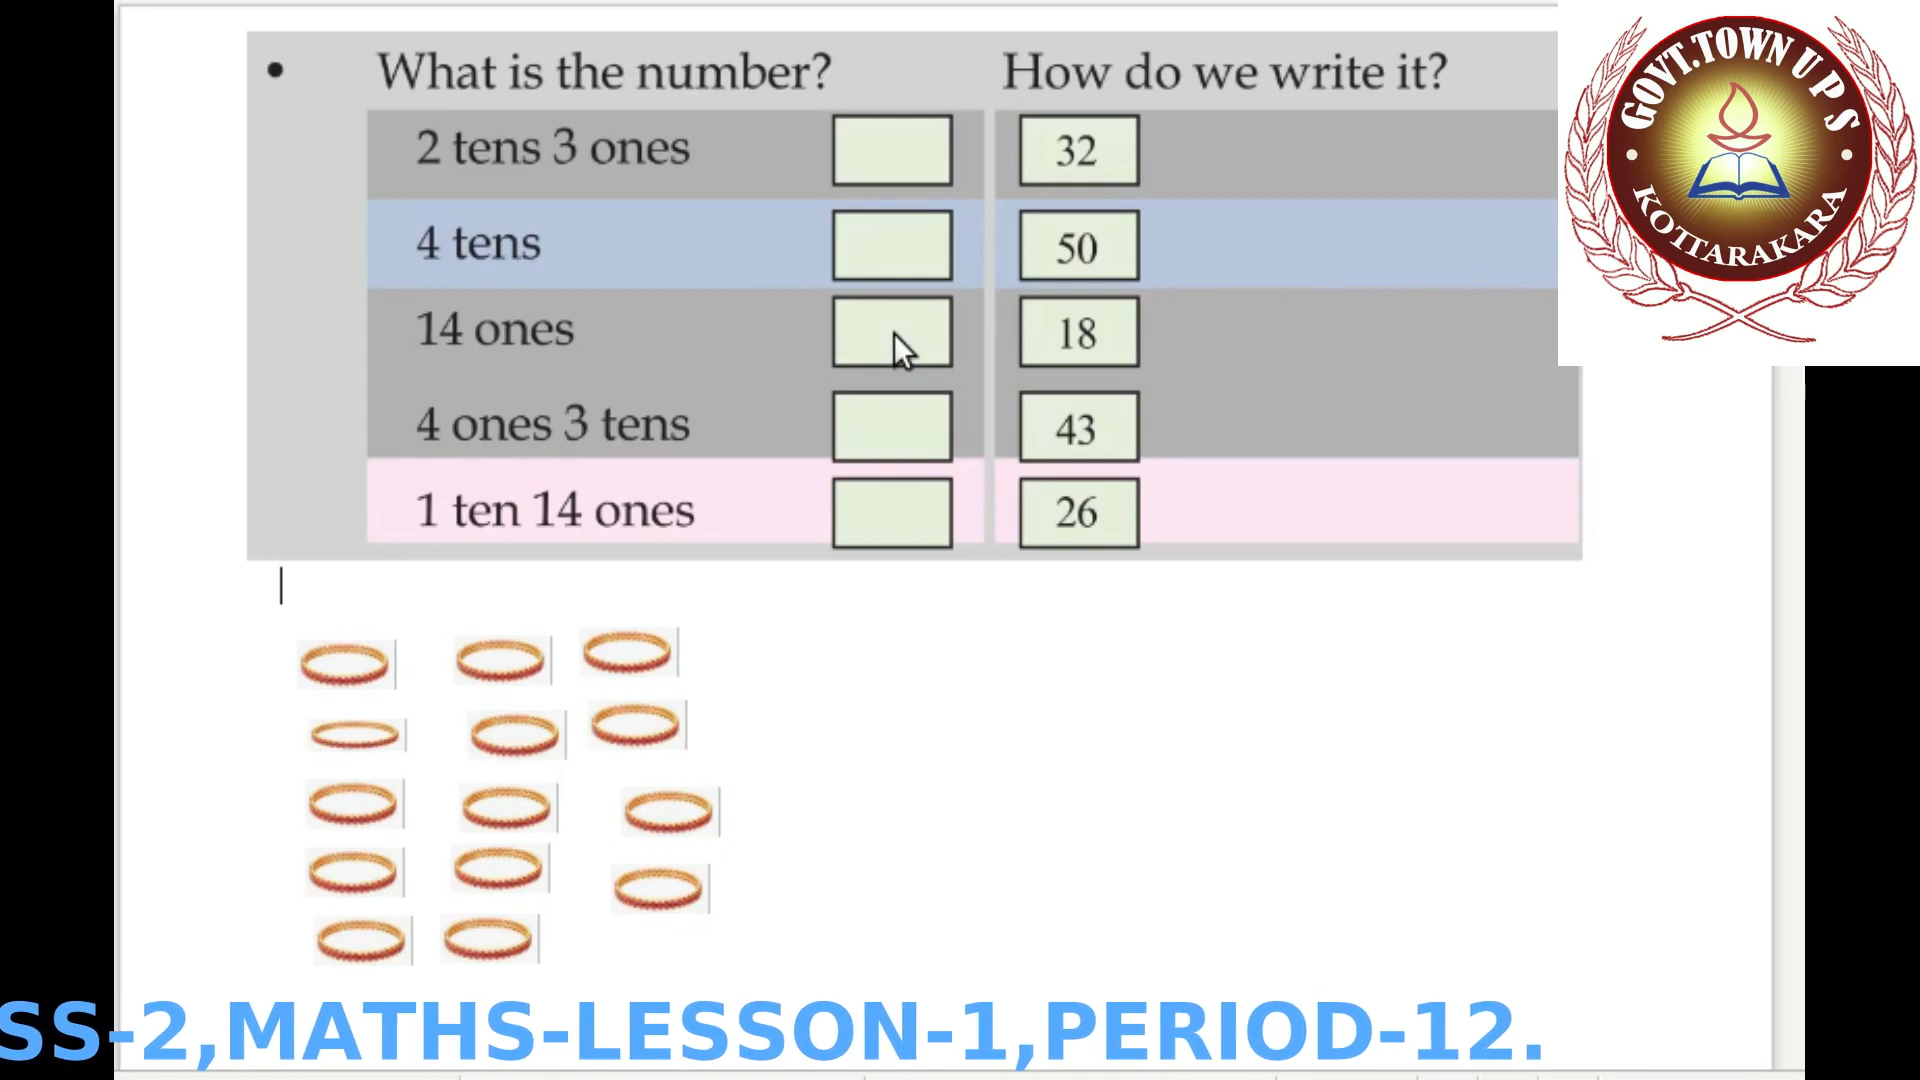 • What is the number? How do we write it?
2 tens 3 ones 32
4 tens 50
14 ones 18
4 ones 3 tens 43
1 ten 14 ones 26
GOVT.TOWN U P S
• KOTTARAKARA •
SS-2,MATHS-LESSON-1,PERIOD-12.